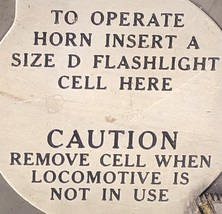 TO OPERATE
HORN INSERT A
SIZE D FLASHLIGHT
CELL HERE
CAUTION
REMOVE CELL WHEN
LOCOMOTIVE IS
NOT IN USE